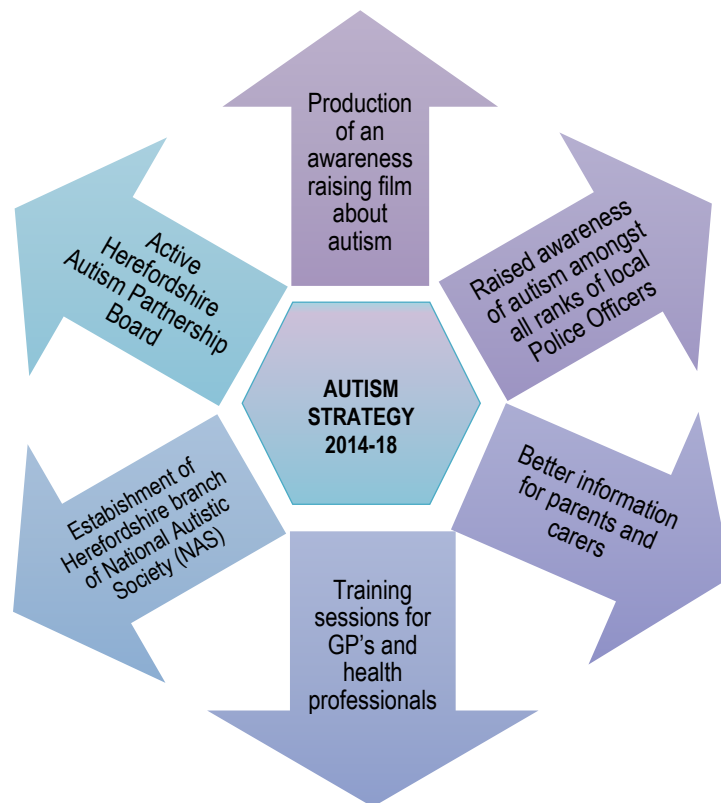 Production
of an
awareness
raising film
about
autism
Raised awareness
of autism amongst
all ranks of local
Police Officers
Better information
for parents and
carers
Training
sessions for
GP's and
health
professionals
Estabishment of
Herefordshire branch
of National Autistic
Society (NAS)
Active
Herefordshire
Autism Partnership
Board
AUTISM
STRATEGY
2014-18